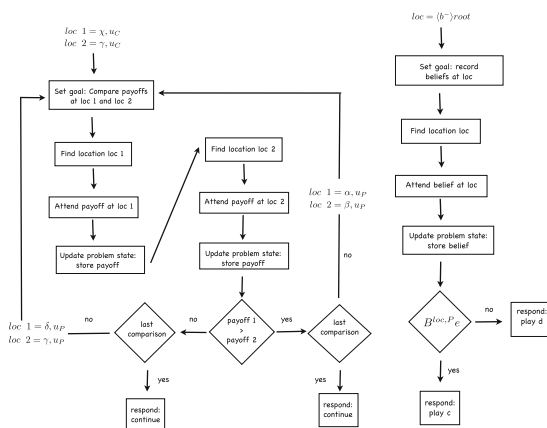 loc 1 = χ, u_C
loc 2 = γ, u_C
Set goal: Compare payoffs
at loc 1 and loc 2
Find location loc 1
Attend payoff at loc 1
Update problem state:
store payoff
Find location loc 2
Attend payoff at loc 2
Update problem state:
store payoff
payoff 1
>
payoff 2
no
yes
last
comparison
no
yes
respond:
continue
loc 1 = δ, u_P
loc 2 = γ, u_P
last
comparison
no
yes
respond:
continue
loc 1 = α, u_P
loc 2 = β, u_P
loc = ⟨b⁻⟩root
Set goal: record
beliefs at loc
Find location loc
Attend belief at loc
Update problem state:
store belief
B^{loc,P} e
no
respond:
play d
yes
respond:
play c